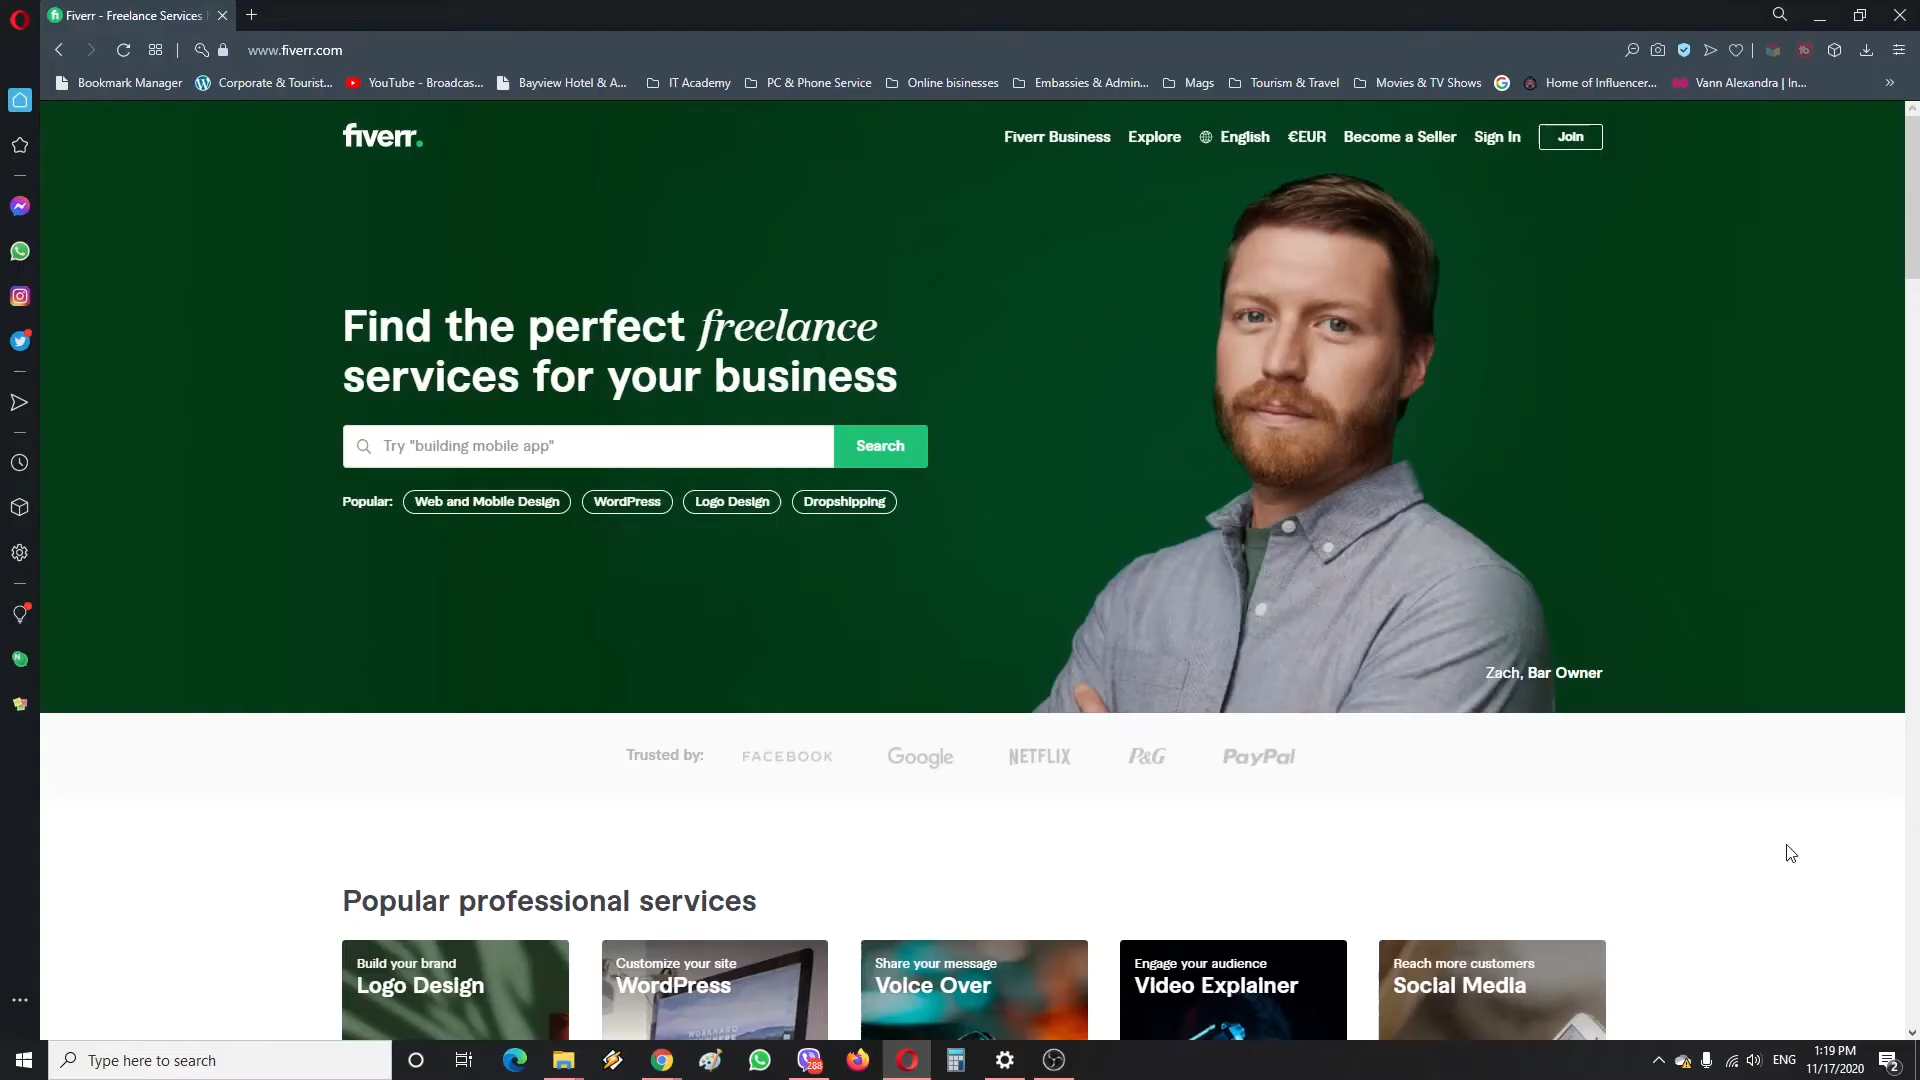 Fiverr - Freelance Services
www.fiverr.com
Bookmark Manager
Corporate & Tourist...
YouTube - Broadcas...
Bayview Hotel & A...
IT Academy
PC & Phone Service
Online bisinesses
Embassies & Admin...
Mags
Tourism & Travel
Movies & TV Shows
Home of Influencer...
Vann Alexandra | In...
fiverr.
Fiverr Business
Explore
English
€EUR
Become a Seller
Sign In
Join
Find the perfect freelance
services for your business
Try "building mobile app"
Search
Popular:
Web and Mobile Design
WordPress
Logo Design
Dropshipping
Zach, Bar Owner
Trusted by:
FACEBOOK
Google
NETFLIX
P&G
PayPal
Popular professional services
Build your brand
Logo Design
Customize your site
WordPress
Share your message
Voice Over
Engage your audience
Video Explainer
Reach more customers
Social Media
Type here to search
288
ENG
1:19 PM
11/17/2020
2